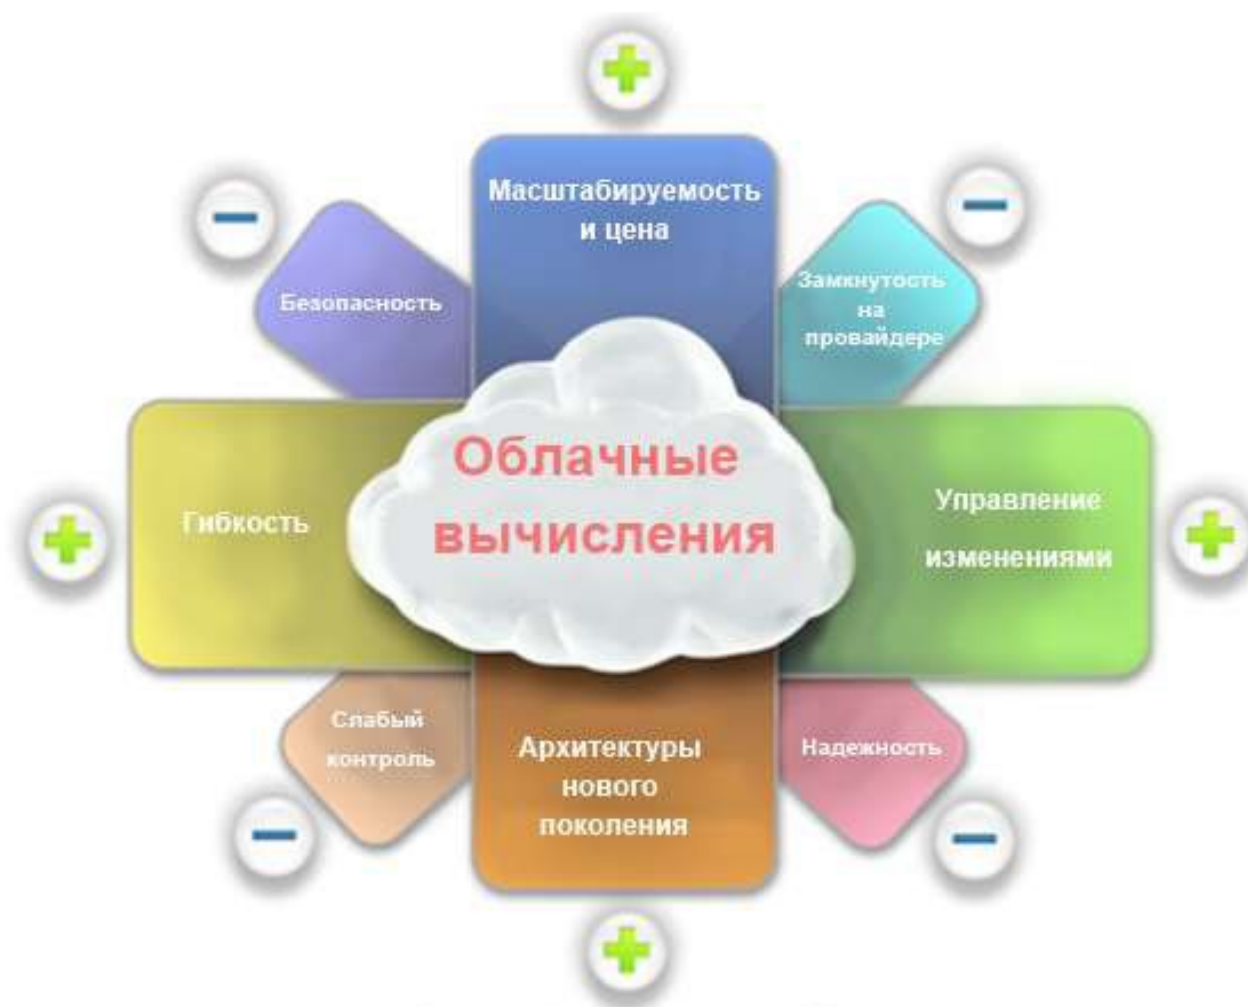 Масштабируемость
и цена
Безопасность
Замкнутость
на
провайдере
Облачные
вычисления
Гибкость
Управление
изменениями
Слабый
контроль
Архитектуры
нового
поколения
Надежность